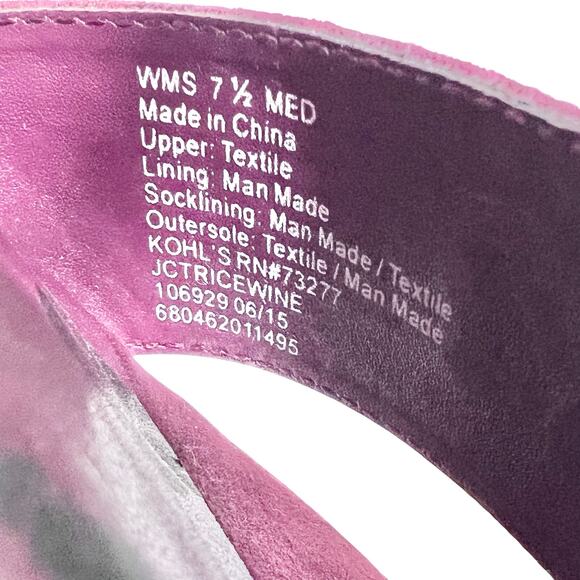 WMS 7 ½ MED
Made in China
Upper: Textile
Lining: Man Made
Socklining: Man Made / Textile
Outersole: Textile / Man Made
KOHL'S RN#73277
JCTRICEWINE
106929 06/15
680462011495